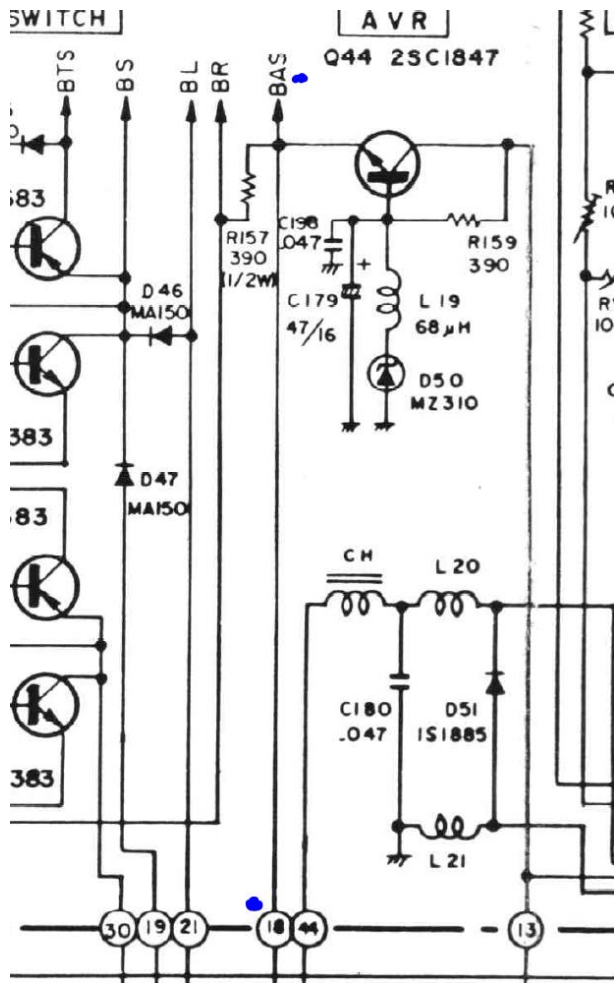 SWITCH
AVR
Q44 2SC1847
BTS
BS
BL
BR
BAS
383
R157
390
(1/2W)
C198
.047
R159
390
D46
MA150
C179
47/16
+
L19
68μH
D50
MZ310
383
D47
MA150
383
CH
L20
C180
.047
D51
1S1885
383
L21
30
19
21
18
44
13